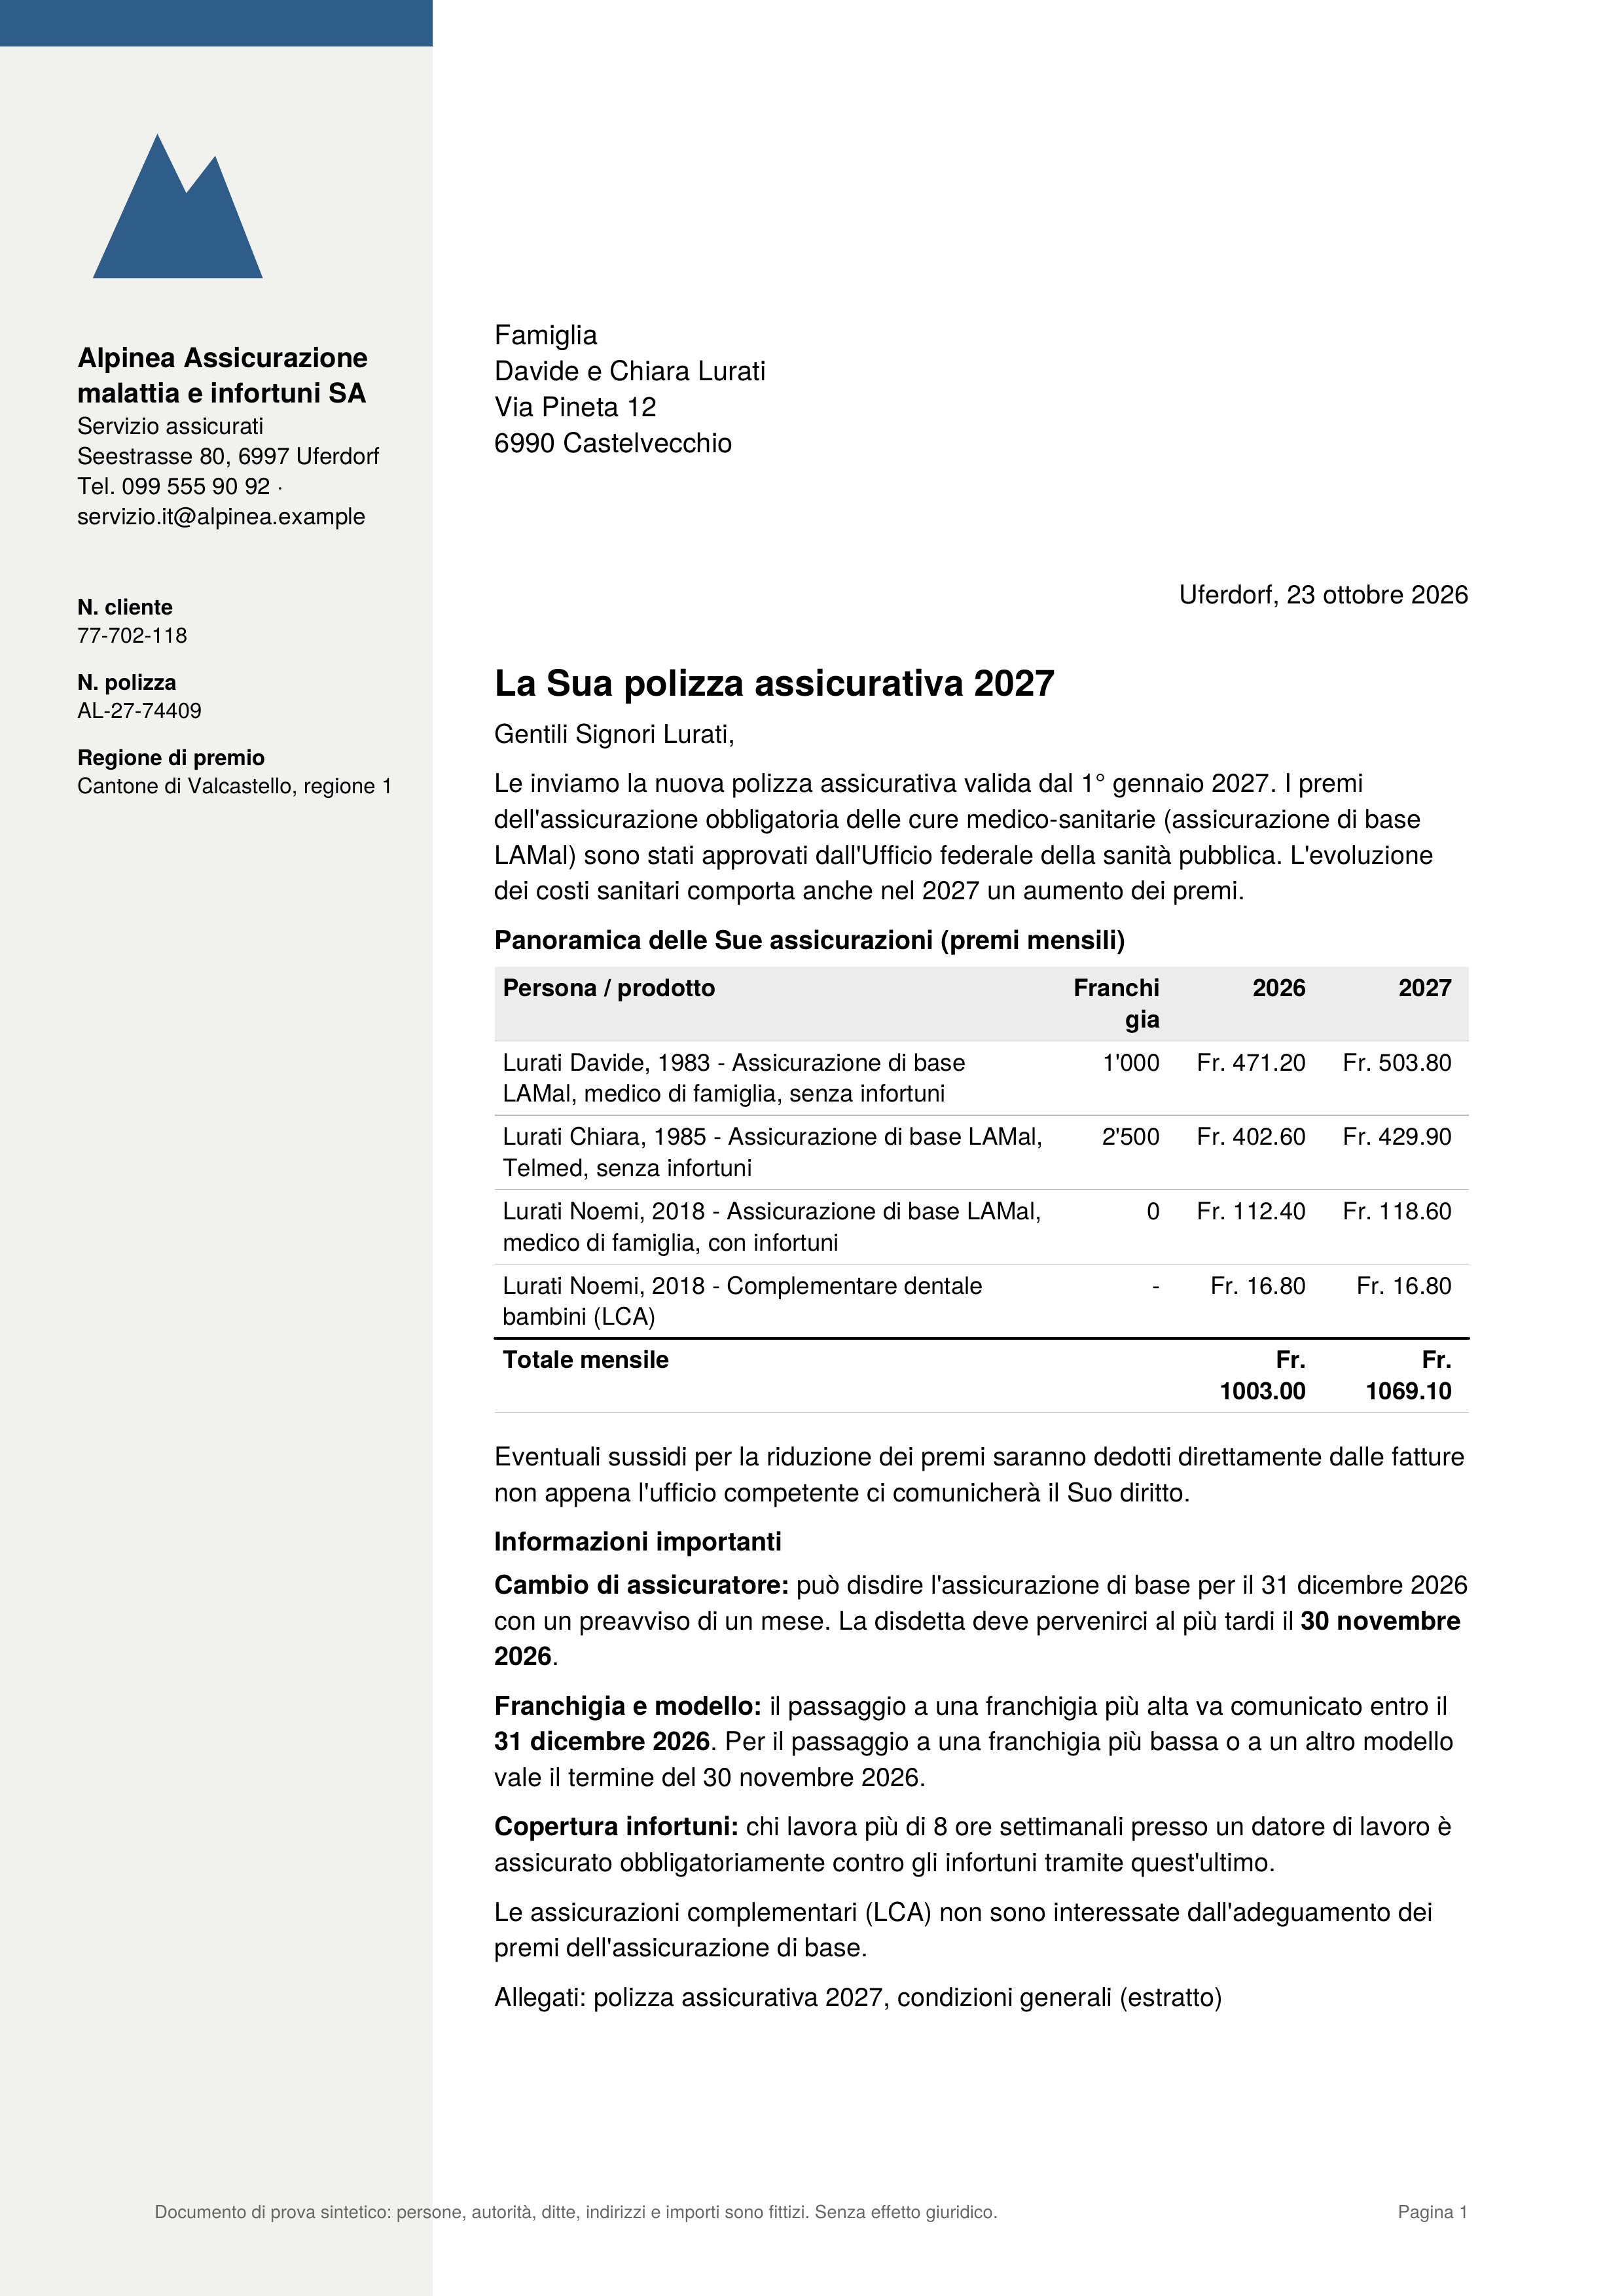 Alpinea Assicurazione
malattia e infortuni SA
Servizio assicurati
Seestrasse 80, 6997 Uferdorf
Tel. 099 555 90 92 ·
servizio.it@alpinea.example
N. cliente
77-702-118
N. polizza
AL-27-74409
Regione di premio
Cantone di Valcastello, regione 1
Famiglia
Davide e Chiara Lurati
Via Pineta 12
6990 Castelvecchio
Uferdorf, 23 ottobre 2026
La Sua polizza assicurativa 2027
Gentili Signori Lurati,
Le inviamo la nuova polizza assicurativa valida dal 1° gennaio 2027. I premi
dell'assicurazione obbligatoria delle cure medico-sanitarie (assicurazione di base
LAMal) sono stati approvati dall'Ufficio federale della sanità pubblica. L'evoluzione
dei costi sanitari comporta anche nel 2027 un aumento dei premi.
Panoramica delle Sue assicurazioni (premi mensili)
Persona / prodotto Franchi 2026 2027
gia
Lurati Davide, 1983 - Assicurazione di base 1'000 Fr. 471.20 Fr. 503.80
LAMal, medico di famiglia, senza infortuni
Lurati Chiara, 1985 - Assicurazione di base LAMal, 2'500 Fr. 402.60 Fr. 429.90
Telmed, senza infortuni
Lurati Noemi, 2018 - Assicurazione di base LAMal, 0 Fr. 112.40 Fr. 118.60
medico di famiglia, con infortuni
Lurati Noemi, 2018 - Complementare dentale - Fr. 16.80 Fr. 16.80
bambini (LCA)
Totale mensile Fr. Fr.
1003.00 1069.10
Eventuali sussidi per la riduzione dei premi saranno dedotti direttamente dalle fatture
non appena l'ufficio competente ci comunicherà il Suo diritto.
Informazioni importanti
Cambio di assicuratore: può disdire l'assicurazione di base per il 31 dicembre 2026
con un preavviso di un mese. La disdetta deve pervenirci al più tardi il 30 novembre
2026.
Franchigia e modello: il passaggio a una franchigia più alta va comunicato entro il
31 dicembre 2026. Per il passaggio a una franchigia più bassa o a un altro modello
vale il termine del 30 novembre 2026.
Copertura infortuni: chi lavora più di 8 ore settimanali presso un datore di lavoro è
assicurato obbligatoriamente contro gli infortuni tramite quest'ultimo.
Le assicurazioni complementari (LCA) non sono interessate dall'adeguamento dei
premi dell'assicurazione di base.
Allegati: polizza assicurativa 2027, condizioni generali (estratto)
Documento di prova sintetico: persone, autorità, ditte, indirizzi e importi sono fittizi. Senza effetto giuridico. Pagina 1